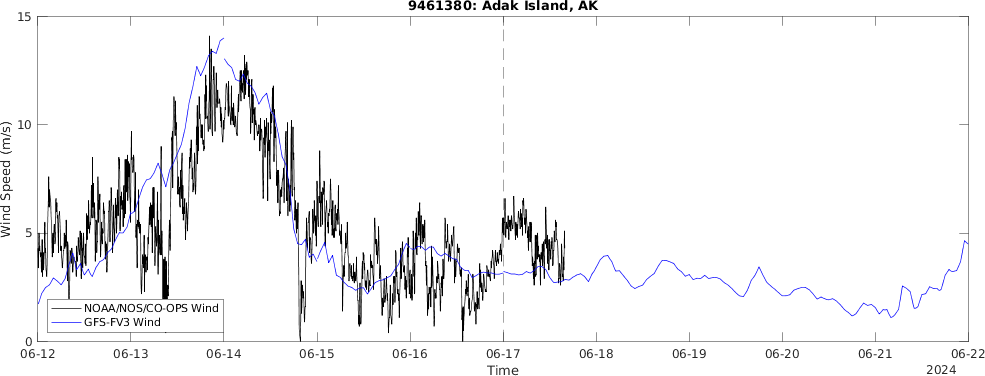 9461380: Adak Island, AK
15
10
5
0
Wind Speed (m/s)
NOAA/NOS/CO-OPS Wind
GFS-FV3 Wind
06-12 06-13 06-14 06-15 06-16 06-17 06-18 06-19 06-20 06-21 06-22
Time
2024